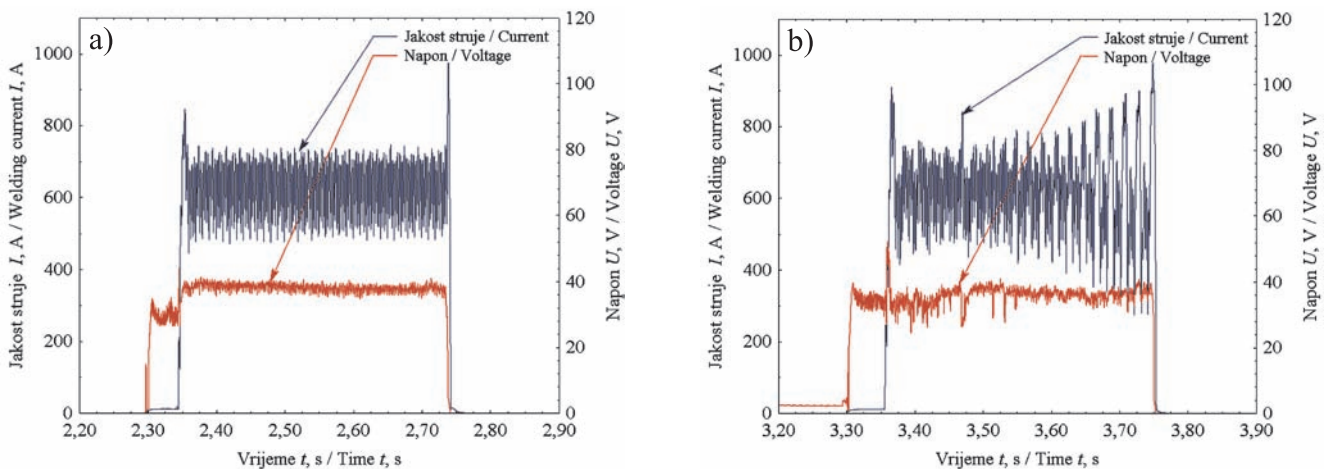 a)
Jakost struje / Current
Napon / Voltage
Jakost struje I, A / Welding current I, A
1000
800
600
400
200
0
120
100
80
60
40
20
0
Napon U, V / Voltage U, V
2,20 2,30 2,40 2,50 2,60 2,70 2,80 2,90
Vrijeme t, s / Time t, s
b)
Jakost struje / Current
Napon / Voltage
Jakost struje I, A / Welding current I, A
1000
800
600
400
200
0
120
100
80
60
40
20
0
Napon U, V / Voltage U, V
3,20 3,30 3,40 3,50 3,60 3,70 3,80 3,90
Vrijeme t, s / Time t, s